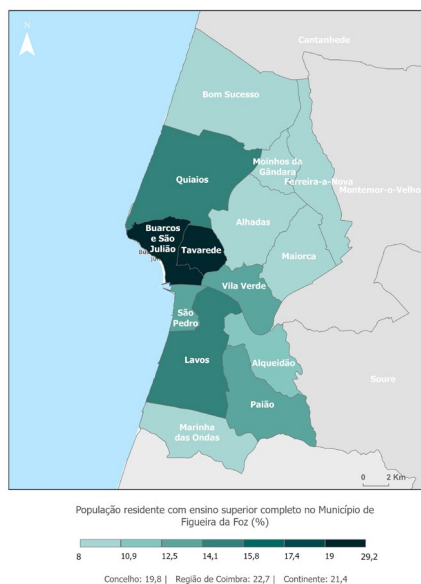 N
Cantanhede
Bom Sucesso
Moinhos da
Gândara
Ferreira-a-Nova
Montemor-o-Velho
Quiaios
Alhadas
Buarcos
e São
Julião
Tavarede
Maiorca
Vila Verde
São
Pedro
Lavos
Alqueidão
Soure
Paião
Marinha
das Ondas
0 2 Km
População residente com ensino superior completo no Município de
Figueira da Foz (%)
8 10,9 12,5 14,1 15,8 17,4 19 29,2
Concelho: 19,8 | Região de Coimbra: 22,7 | Continente: 21,4